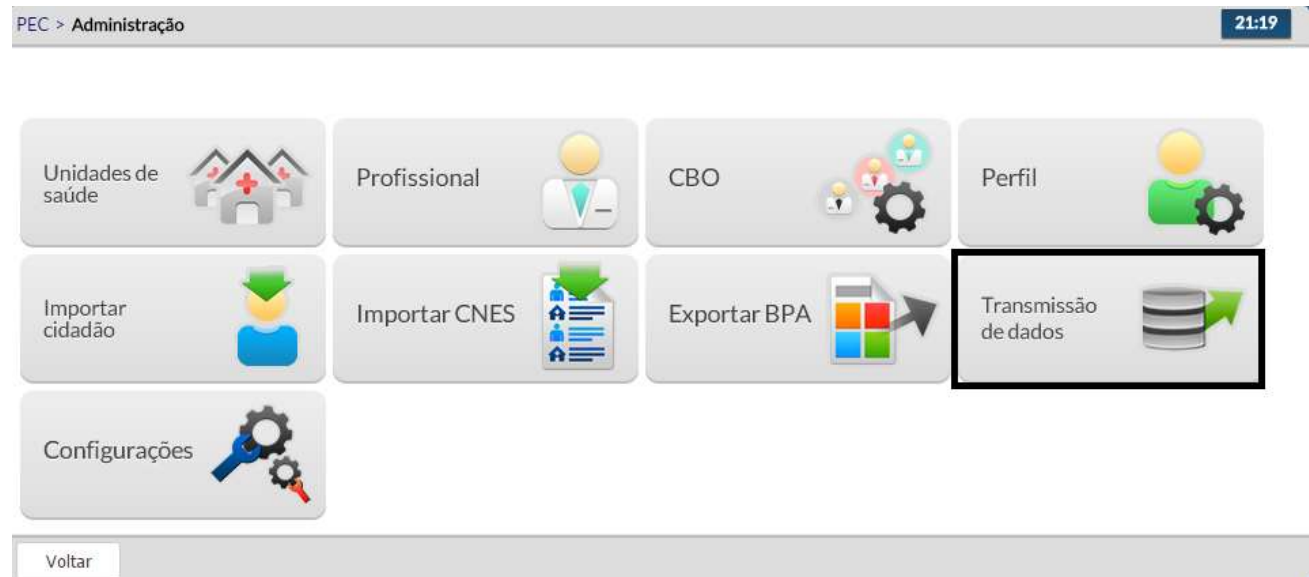 PEC > Administração
21:19
Unidades de
saúde
Profissional
CBO
Perfil
Importar
cidadão
Importar CNES
Exportar BPA
Transmissão
de dados
Configurações
Voltar